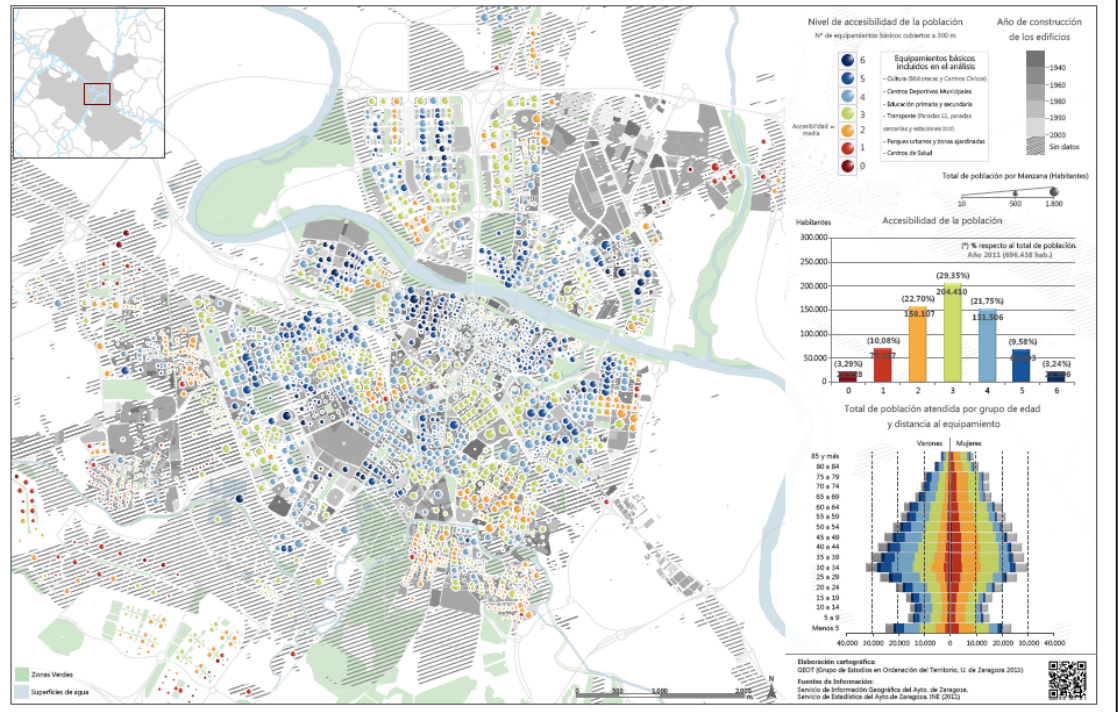 Nivel de accesibilidad de la población
Nº de equipamientos básicos cubiertos a 300 m
6
5
4
3
2
1
0
Accesibilidad
media
Equipamientos básicos
incluidos en el análisis
- Cultura (Bibliotecas y Centros Cívicos)
- Centros Deportivos Municipales
- Educación primaria y secundaria
- Transporte (Paradas L1, paradas
cercanías y estaciones bici)
- Parques urbanos y zonas ajardinadas
- Centros de Salud
Año de construcción
de los edificios
1940
1960
1980
1990
2000
Sin datos
Total de población por Manzana (Habitantes)
10 500 1.800
Accesibilidad de la población
Habitantes
300.000
250.000
200.000
150.000
100.000
50.000
0
(*) % respecto al total de población.
Año 2011 (696.438 hab.)
(3,29%)
(10,08%)
(22,70%)
158.107
(29,35%)
204.410
(21,75%)
151.506
(9,58%)
(3,24%)
0 1 2 3 4 5 6
Total de población atendida por grupo de edad
y distancia al equipamiento
Varones Mujeres
85 y más
80 a 84
75 a 79
70 a 74
65 a 69
60 a 64
55 a 59
50 a 54
45 a 49
40 a 44
35 a 39
30 a 34
25 a 29
20 a 24
15 a 19
10 a 14
5 a 9
Menos 5
40.000 30.000 20.000 10.000 0 10.000 20.000 30.000 40.000
Elaboración cartográfica:
GEOT (Grupo de Estudios en Ordenación del Territorio, U. de Zaragoza 2015)
Fuentes de Información:
Servicio de Información Geográfica del Ayto. de Zaragoza.
Servicio de Estadística del Ayto.de Zaragoza. INE (2011)
Zonas Verdes
Superficies de agua
500 1.000 2.000
m
N